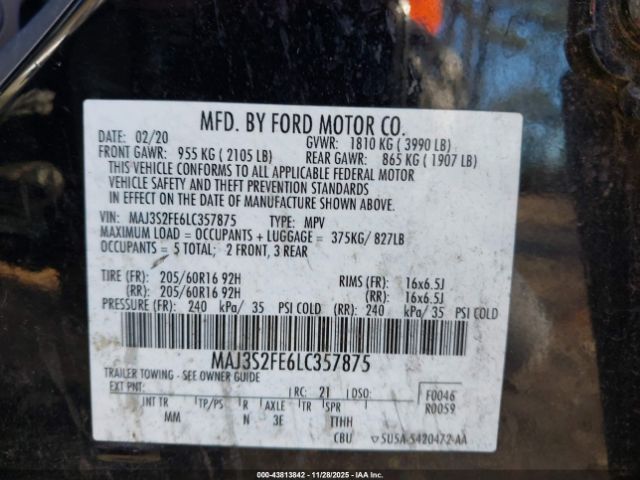 MFD. BY FORD MOTOR CO.
DATE: 02/20 GVWR: 1810 KG ( 3990 LB)
FRONT GAWR: 955 KG ( 2105 LB) REAR GAWR: 865 KG ( 1907 LB)
THIS VEHICLE CONFORMS TO ALL APPLICABLE FEDERAL MOTOR
VEHICLE SAFETY AND THEFT PREVENTION STANDARDS
IN EFFECT ON THE DATE OF MANUFACTURE SHOWN ABOVE.
VIN: MAJ3S2FE6LC357875 TYPE: MPV
MAXIMUM LOAD = OCCUPANTS + LUGGAGE = 375KG/ 827LB
OCCUPANTS = 5 TOTAL; 2 FRONT, 3 REAR
TIRE (FR): 205/60R16 92H RIMS (FR): 16x6.5J
(RR): 205/60R16 92H (RR): 16x6.5J
PRESSURE (FR): 240 kPa/ 35 PSI COLD (RR): 240 kPa/ 35 PSI COLD
MAJ3S2FE6LC357875
TRAILER TOWING - SEE OWNER GUIDE
EXT PNT: RC: 21 DSO: F0046
INT TR TP/PS R AXLE TR SPR R0059
MM N 3E TTHH
CBU 5U5A-5420472-AA
000-43813842 | 11/28/2025 - IAAI.com